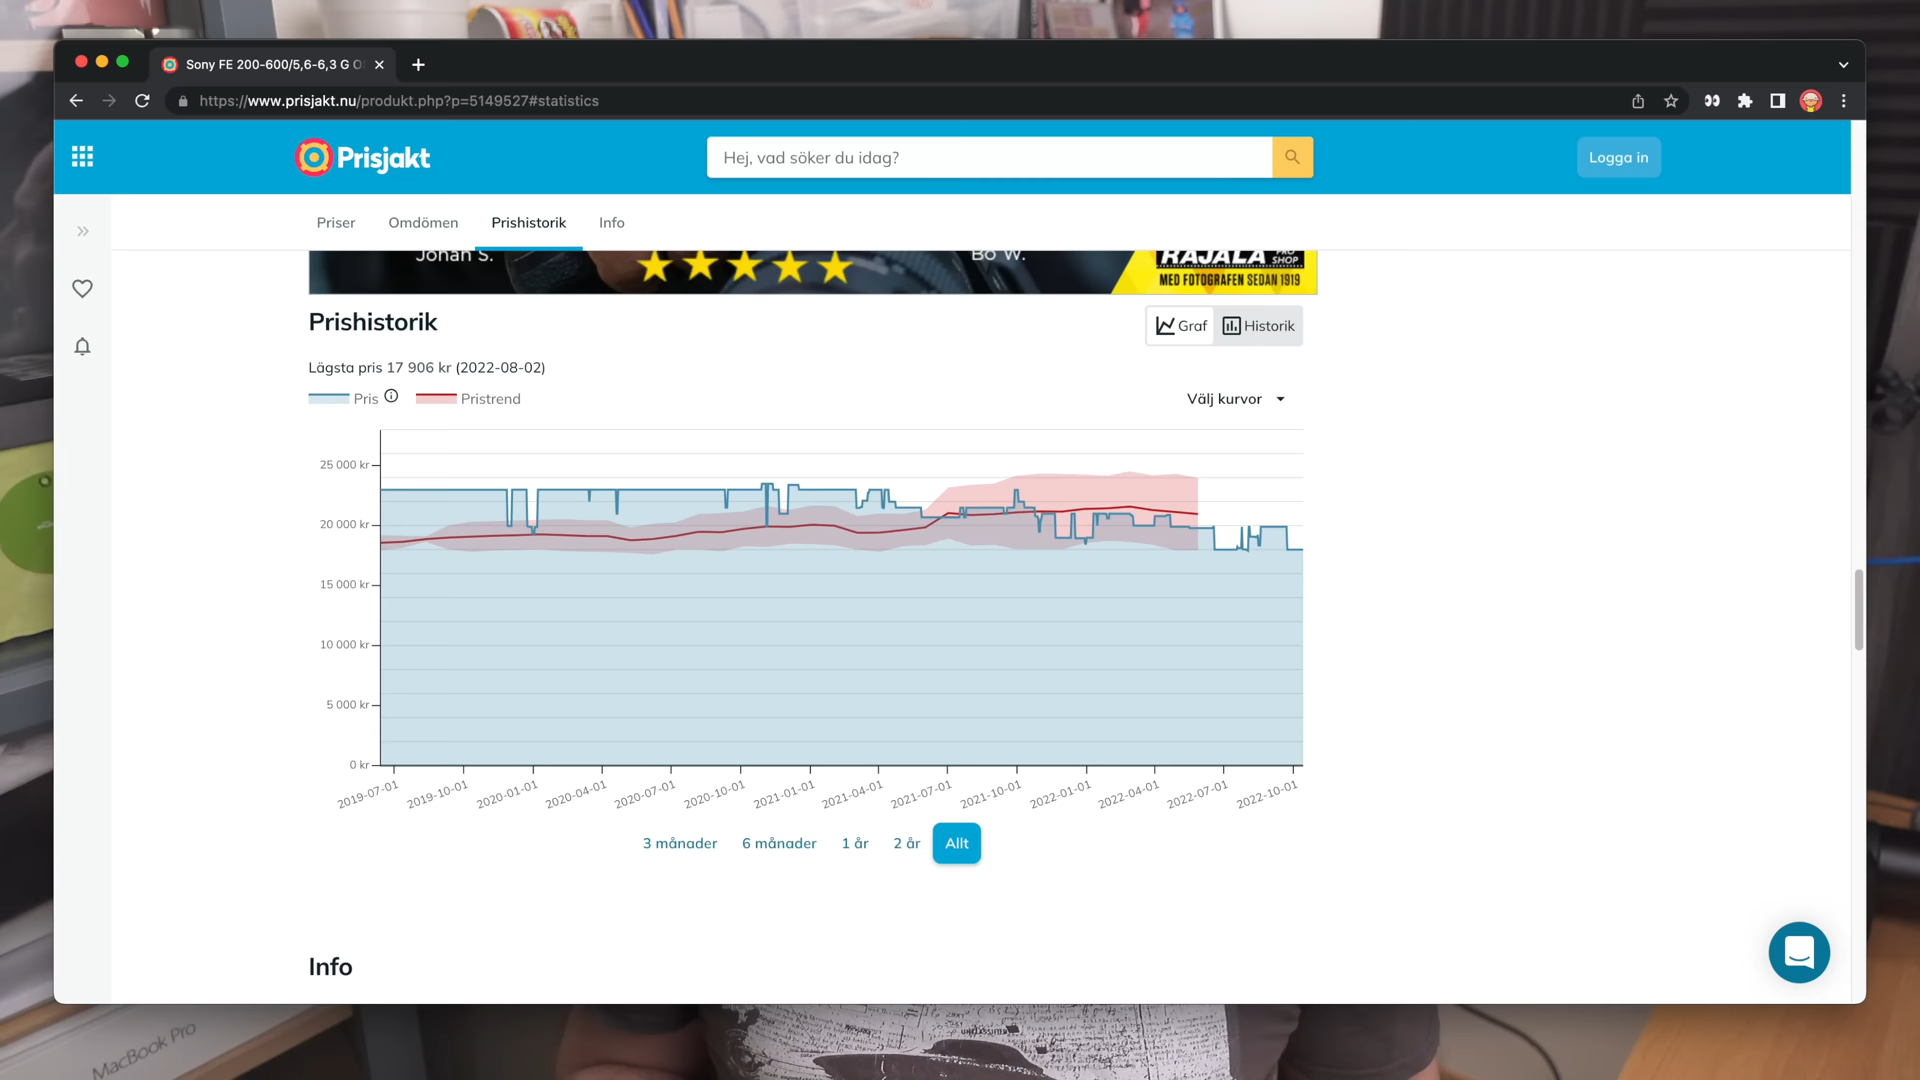 Sony FE 200-600/5,6-6,3 G O
https://www.prisjakt.nu/produkt.php?p=5149527#statistics
Prisjakt
Hej, vad söker du idag?
Logga in
Priser
Omdömen
Prishistorik
Info
Johan S.
Bo W.
RAJALA PRO SHOP
MED FOTOGRAFEN SEDAN 1919
Prishistorik
Graf
Historik
Lägsta pris 17 906 kr (2022-08-02)
Pris
Pristrend
Välj kurvor
25 000 kr
20 000 kr
15 000 kr
10 000 kr
5 000 kr
0 kr
2019-07-01
2019-10-01
2020-01-01
2020-04-01
2020-07-01
2020-10-01
2021-01-01
2021-04-01
2021-07-01
2021-10-01
2022-01-01
2022-04-01
2022-07-01
2022-10-01
3 månader
6 månader
1 år
2 år
Allt
Info
MacBook Pro